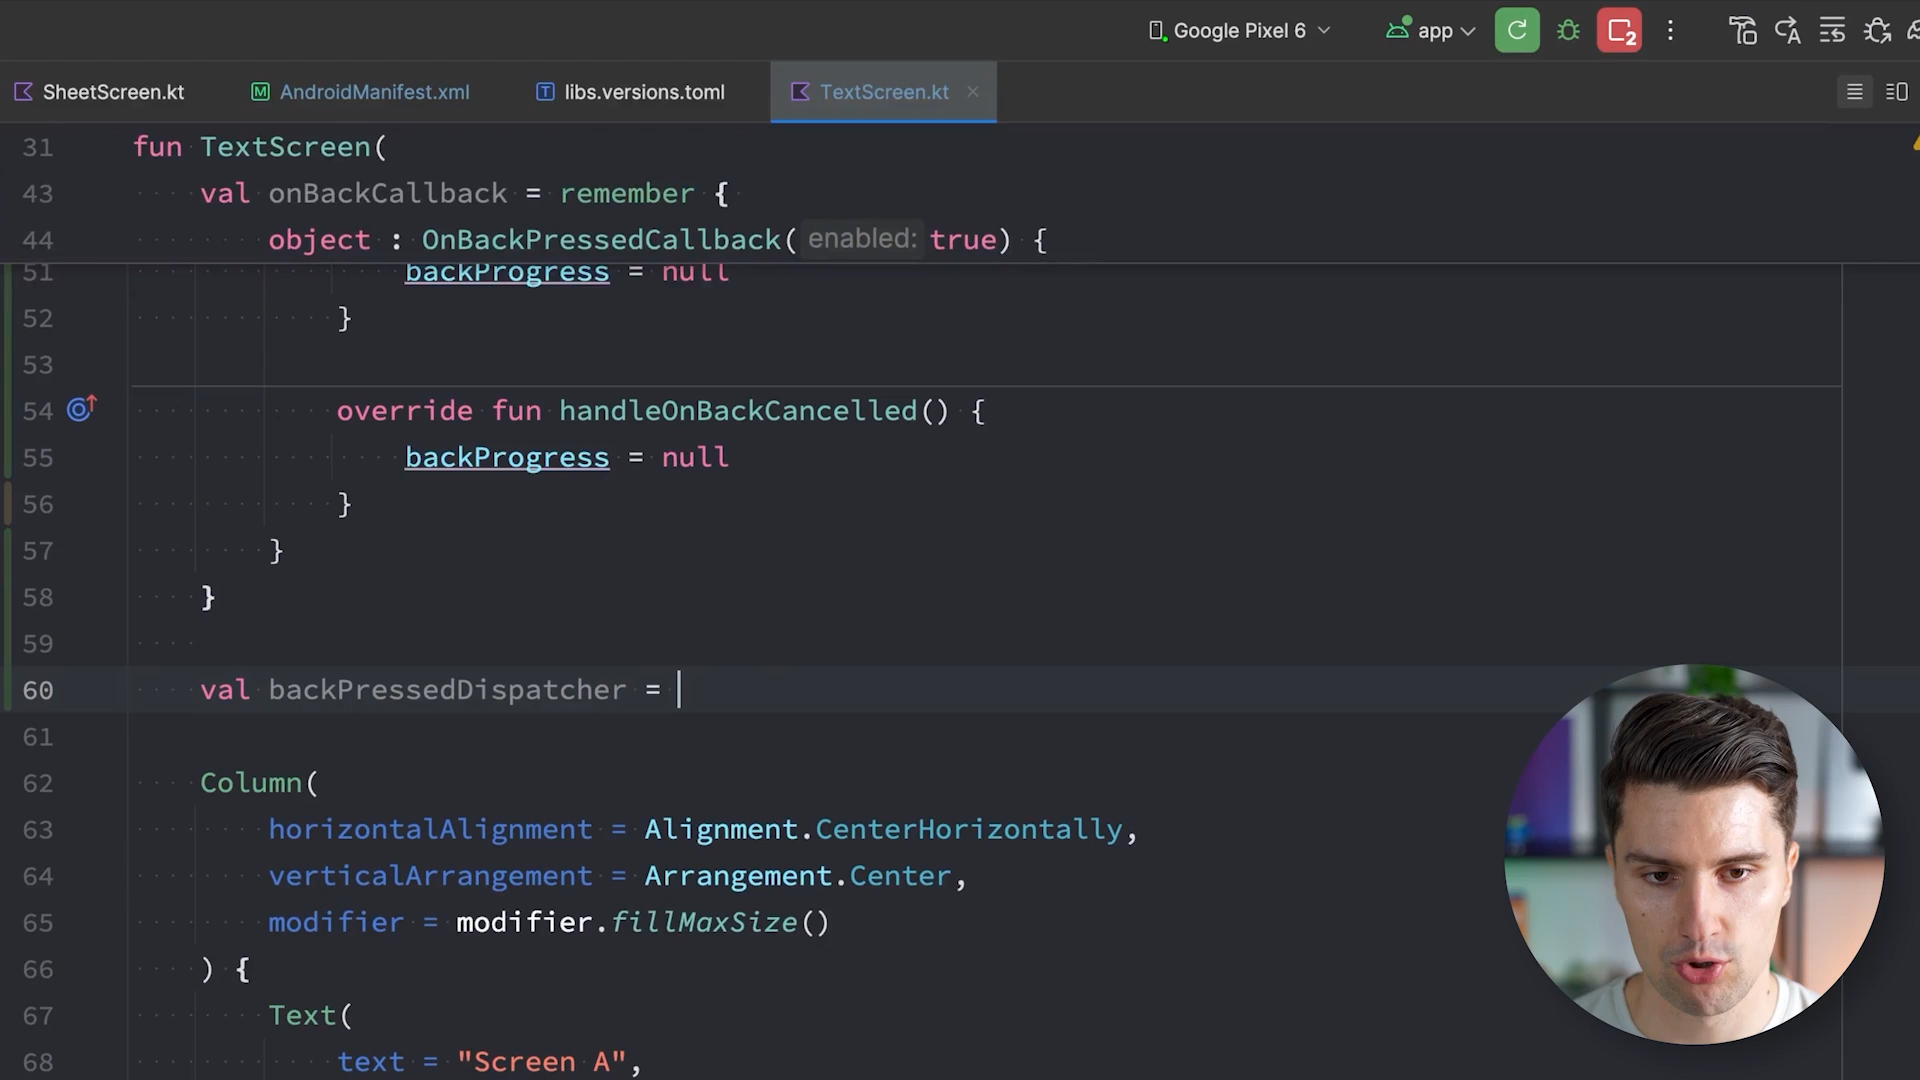 Google Pixel 6
app
2
SheetScreen.kt
AndroidManifest.xml
libs.versions.toml
TextScreen.kt
31 fun TextScreen(
43 val onBackCallback = remember {
44 object : OnBackPressedCallback( enabled: true) {
51 backProgress = null
52 }
53
54 override fun handleOnBackCancelled() {
55 backProgress = null
56 }
57 }
58 }
59
60 val backPressedDispatcher =
61
62 Column(
63 horizontalAlignment = Alignment.CenterHorizontally,
64 verticalArrangement = Arrangement.Center,
65 modifier = modifier.fillMaxSize()
66 ) {
67 Text(
68 text = "Screen A",